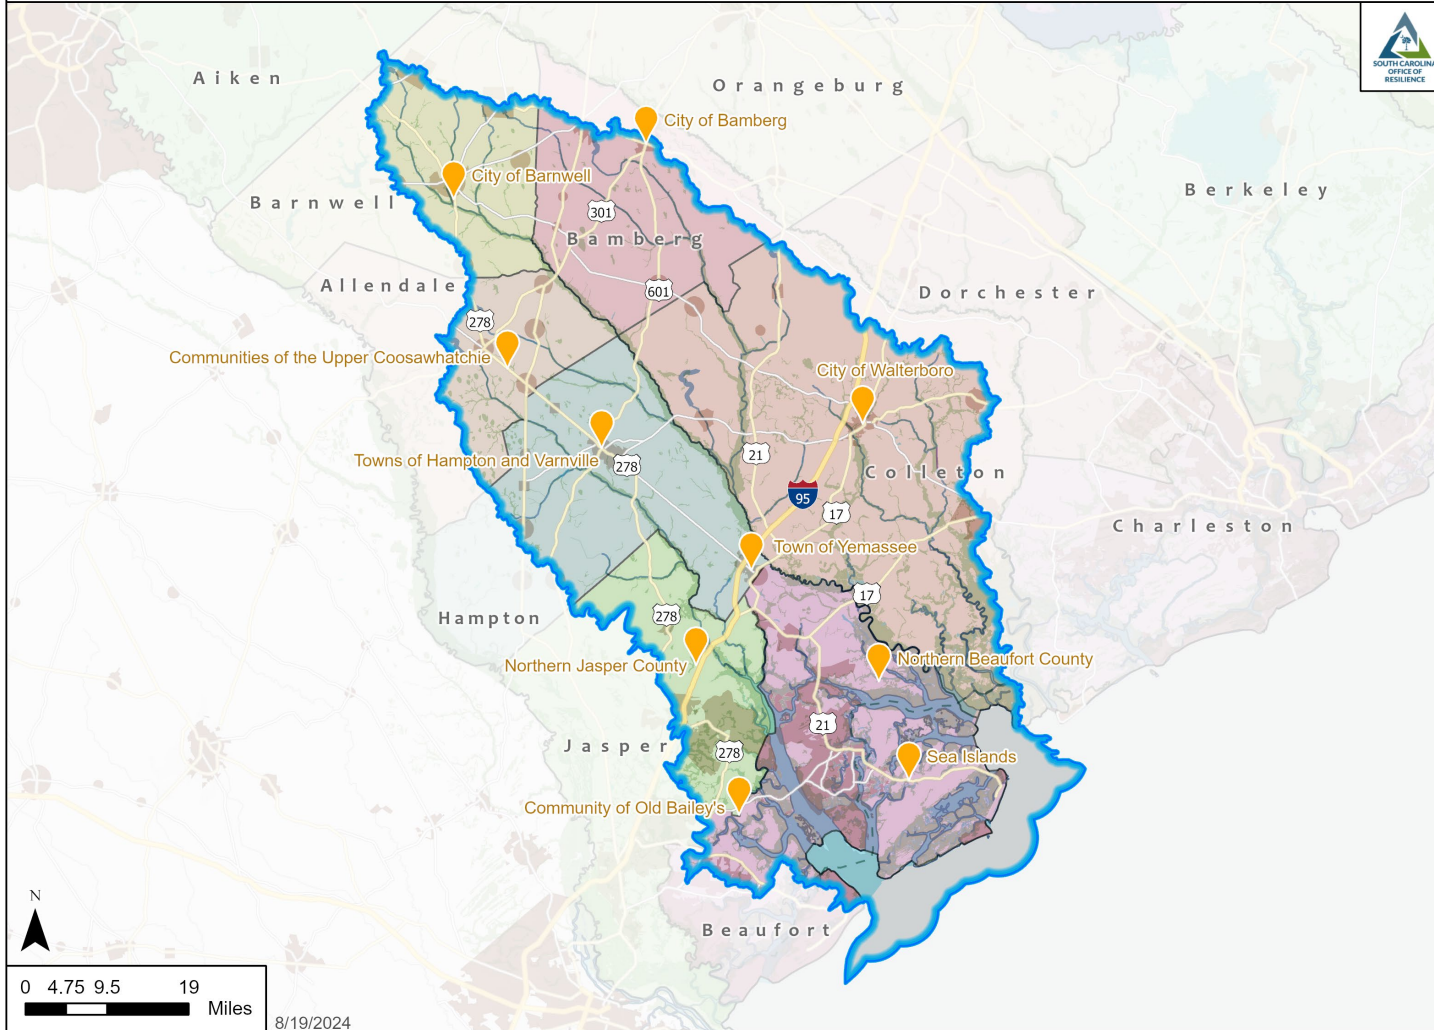 SOUTH CAROLINA
OFFICE OF
RESILIENCE
Aiken
Orangeburg
City of Bamberg
City of Barnwell
Berkeley
Barnwell
301
Bamberg
Allendale
601
Dorchester
278
Communities of the Upper Coosawhatchie
City of Walterboro
21
Towns of Hampton and Varnville
278
Colleton
95
17
Charleston
Town of Yemassee
17
Hampton
278
Northern Jasper County
Northern Beaufort County
21
Jasper
278
Sea Islands
Community of Old Bailey's
N
Beaufort
0 4.75 9.5 19
Miles
8/19/2024